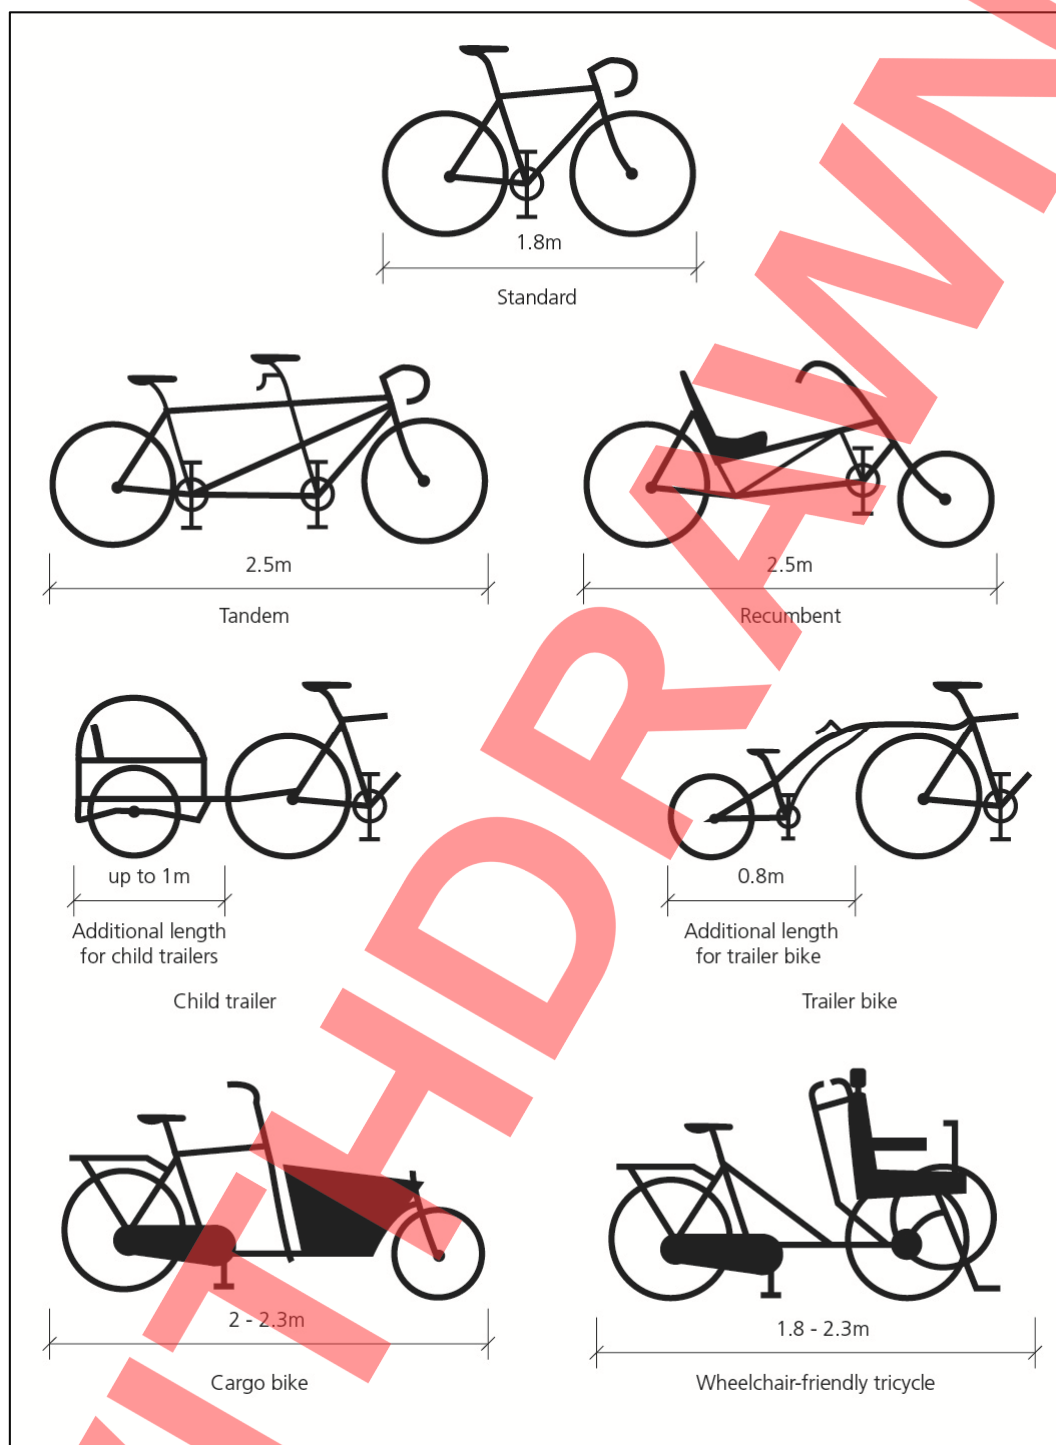 1.8m
Standard
2.5m
Tandem
2.5m
Recumbent
up to 1m
Additional length
for child trailers
Child trailer
0.8m
Additional length
for trailer bike
Trailer bike
2 - 2.3m
Cargo bike
1.8 - 2.3m
Wheelchair-friendly tricycle
WITHDRAWN